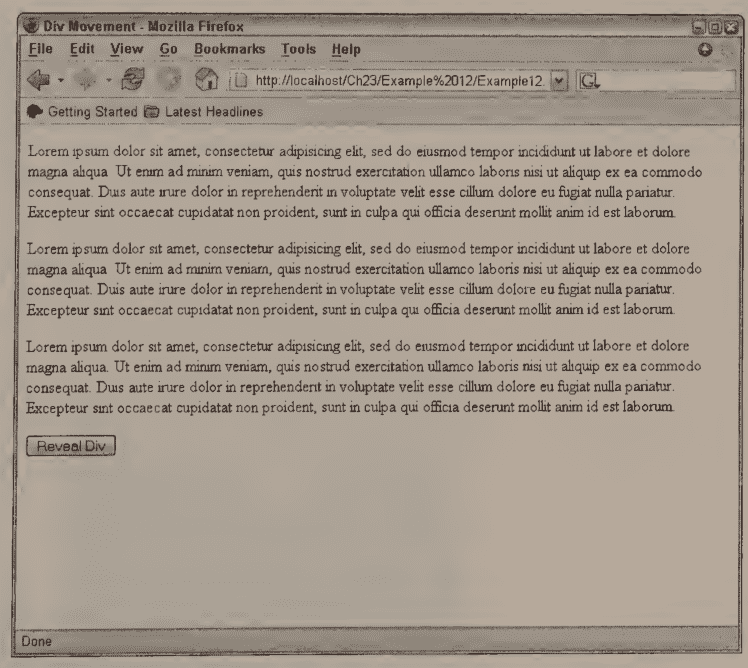 Div Movement - Mozilla Firefox
File Edit View Go Bookmarks Tools Help
http://localhost/Ch23/Example%2012/Example12. G
Getting Started Latest Headlines
Lorem ipsum dolor sit amet, consectetur adipisicing elit, sed do eiusmod tempor incididunt ut labore et dolore
magna aliqua Ut enim ad minim veniam, quis nostrud exercitation ullamco laboris nisi ut aliquip ex ea commodo
consequat. Duis aute irure dolor in reprehenderit in voluptate velit esse cillum dolore eu fugiat nulla pariatur.
Excepteur sint occaecat cupidatat non proident, sunt in culpa qui officia deserunt mollit anim id est laborum.
Lorem ipsum dolor sit amet, consectetur adipisicing elit, sed do eiusmod tempor incididunt ut labore et dolore
magna aliqua Ut enim ad minim veniam, quis nostrud exercitation ullamco laboris nisi ut aliquip ex ea commodo
consequat. Duis aute irure dolor in reprehenderit in voluptate velit esse cillum dolore eu fugiat nulla pariatur.
Excepteur sint occaecat cupidatat non proident, sunt in culpa qui officia deserunt mollit anim id est laborum.
Lorem ipsum dolor sit amet, consectetur adipisicing elit, sed do eiusmod tempor incididunt ut labore et dolore
magna aliqua. Ut enim ad minim veniam, quis nostrud exercitation ullamco laboris nisi ut aliquip ex ea commodo
consequat. Duis aute irure dolor in reprehenderit in voluptate velit esse cillum dolore eu fugiat nulla pariatur.
Excepteur sint occaecat cupidatat non proident, sunt in culpa qui officia deserunt mollit anim id est laborum.
Reveal Div
Done